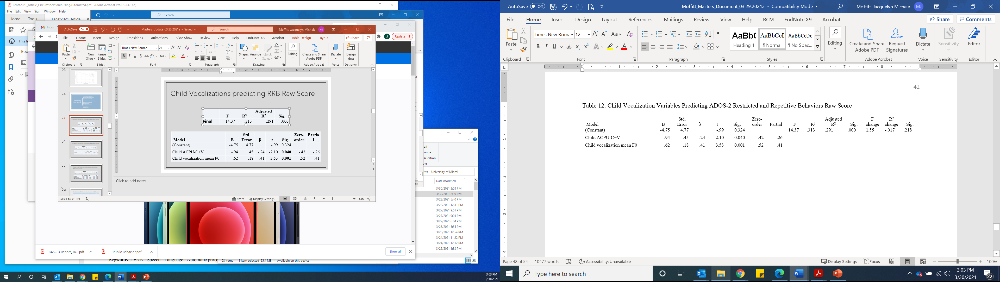 Lehet2021_Article_CircumspectionInUsingAutomated.pdf - Adobe Acrobat Pro DC (32-bit)
File Edit View Sign Window Help
Home Tools Lehet2021_Article ... ×
Search
Inbox
This fi
Boo
Update
AutoSave On Masters_Update_03.23.2021a - Saved Search Moffitt, Jacquelyn Michele MJ
File Home Insert Design Transitions Animations Slide Show Review View Help EndNote X8 Acrobat Table Design Layout Share
Paste New Slides Reuse Slides Times New Roman 24 Shapes Arrange Quick Styles Editing Create and Share Adobe PDF Dictate Design Ideas
Clipboard Slides Font Paragraph Drawing Adobe Acrobat Voice Designer
51
52
53
54
55
56
Child Vocalizations predicting RRB Raw Score
F R² Adjusted R² Sig.
Final 14.37 .313 .291 .000
Model B Std. Error β t Sig. Zero-order Partial
(Constant) -4.75 4.77 -.99 0.324
Child ACPU-C+V -.94 .45 -.24 -2.10 0.040 -.42 -.26
Child vocalization mean F0 .62 .18 .41 3.53 0.001 .52 .41
Click to add notes
Slide 53 of 116 Notes Display Settings 52%
all
none
selection
ect
rive - University of Miami
Date modified
3/30/2021 3:03 PM
3/30/2021 2:39 PM
3/28/2021 5:40 PM
3/28/2021 12:31 PM
3/27/2021 9:51 PM
3/27/2021 9:04 PM
3/27/2021 6:04 PM
3/25/2021 5:55 PM
3/25/2021 12:54 PM
3/24/2021 11:22 PM
3/24/2021 12:12 PM
3/22/2021 1:33 PM
BASC-3 Report_16....pdf Public Behavior.pdf Show all
Keywords LENA · Speech · Language · Automatic proce
98 items 1 item selected 25.4 MB Available on this device
3:03 PM
3/30/2021
AutoSave Off Moffitt_Masters_Document_03.29.2021a - Compatibility Mode Moffitt, Jacquelyn Michele MJ
File Home Insert Design Layout References Mailings Review View Help RCM EndNote X9 Acrobat Share Comments
Paste Times New Roma 12 AaBbC AaBbCcI AaBbCcDc Editing Create and Share Adobe PDF Request Signatures Dictate Sensitivity Editor
Heading 1 ¶ Normal ¶ No Spac...
Clipboard Font Paragraph Styles Adobe Acrobat Voice Sensitivity Editor
42
Table 12. Child Vocalization Variables Predicting ADOS-2 Restricted and Repetitive Behaviors Raw Score
Model B Std. Error β t Sig. Zero-order Partial F R² Adjusted R² Sig. F change R² change Sig.
(Constant) -4.75 4.77 -.99 0.324 14.37 .313 .291 .000 1.55 -.017 .218
Child ACPU-C+V -.94 .45 -.24 -2.10 0.040 -.42 -.26
Child vocalization mean F0 .62 .18 .41 3.53 0.001 .52 .41
Page 48 of 54 10477 words Accessibility: Unavailable Display Settings Focus 100%
Type here to search
3:03 PM
3/30/2021
22